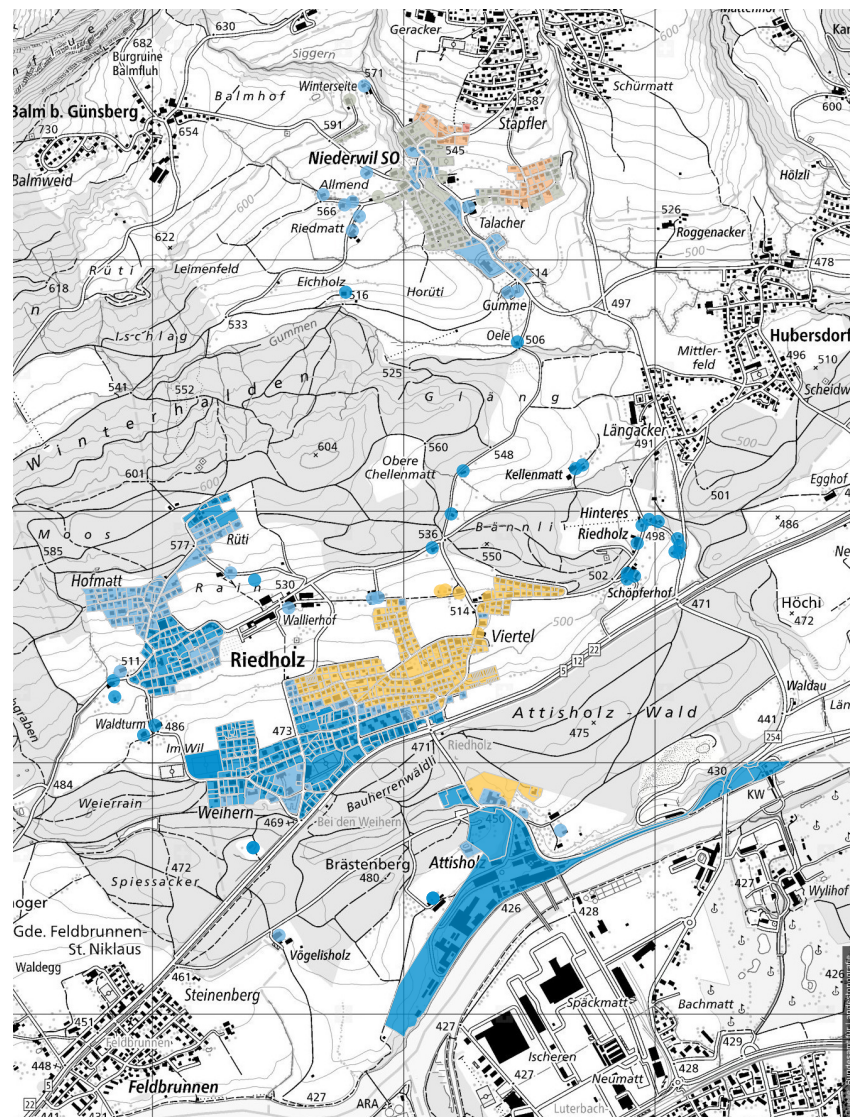 Geracker
630
682
Burgruine
Balmfluh
Siggern
571
Winterseite
Balmhof
Schürmatt
587
Stapfler
600
Balm b. Günsberg
654
591
545
730
Niederwil SO
Balmweid
Allmend
Hölzli
566
Talacher
526
Riedmatt
Roggenacker
622
500
Rüti
Leimenfeld
478
514
618
Eichholz
516
Horüti
Gumme
497
533
Ischlag
Gummen
Oele
506
Hubersdorf
Mittler-
feld
496
510
Scheidw
525
541
552
Winterhalden
Gläng
Längacker
491
500
604
560
548
Obere
Chellenmatt
Kellenmatt
601
501
Egghof
Hinteres
Riedholz
498
486
Moos
585
577
Rüti
536
Bännli
550
Hofmatt
Rain
530
502
Schöpferhof
Höchi
472
471
514
Wallierhof
500
Viertel
Riedholz
22
12
5
511
Waldau
Attisholz-Wald
475
441
254
Waldturm
486
473
471
Riedholz
Im Wil
430
484
Weierrain
Bauherrenwäldli
KW
Weihern
469
Bei den Weihern
450
472
Spiessacker
Brästenberg
480
Attisholz
427
Wylihof
426
428
Gde. Feldbrunnen-
St. Niklaus
Vögelisholz
Waldegg
461
Steinenberg
426
Späckmatt
Bachmatt
451
Feldbrunnen
427
429
448
5
Ischeren
427
428
22
Feldbrunnen
427
Neumatt
ARA
Luterbach-